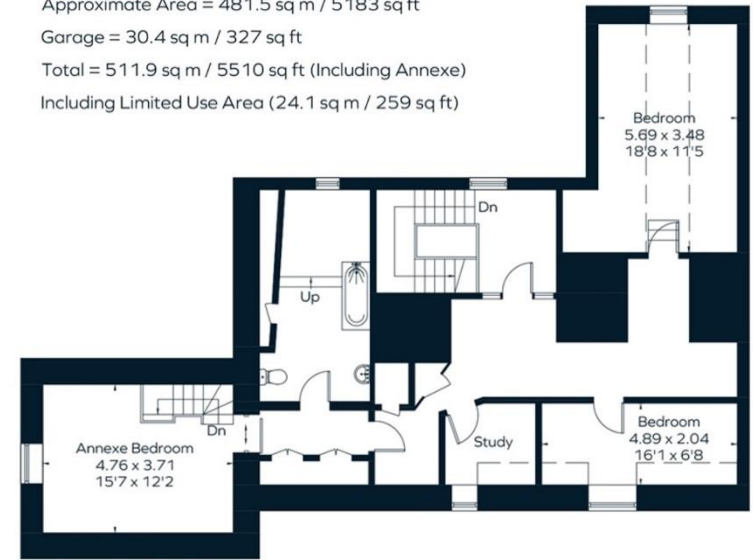 Approximate Area = 481.5 sq m / 5183 sq ft
Garage = 30.4 sq m / 327 sq ft
Total = 511.9 sq m / 5510 sq ft (Including Annexe)
Including Limited Use Area (24.1 sq m / 259 sq ft)
Bedroom
5.69 x 3.48
18'8 x 11'5
Dn
Up
Dn
Annexe Bedroom
4.76 x 3.71
15'7 x 12'2
Study
Bedroom
4.89 x 2.04
16'1 x 6'8